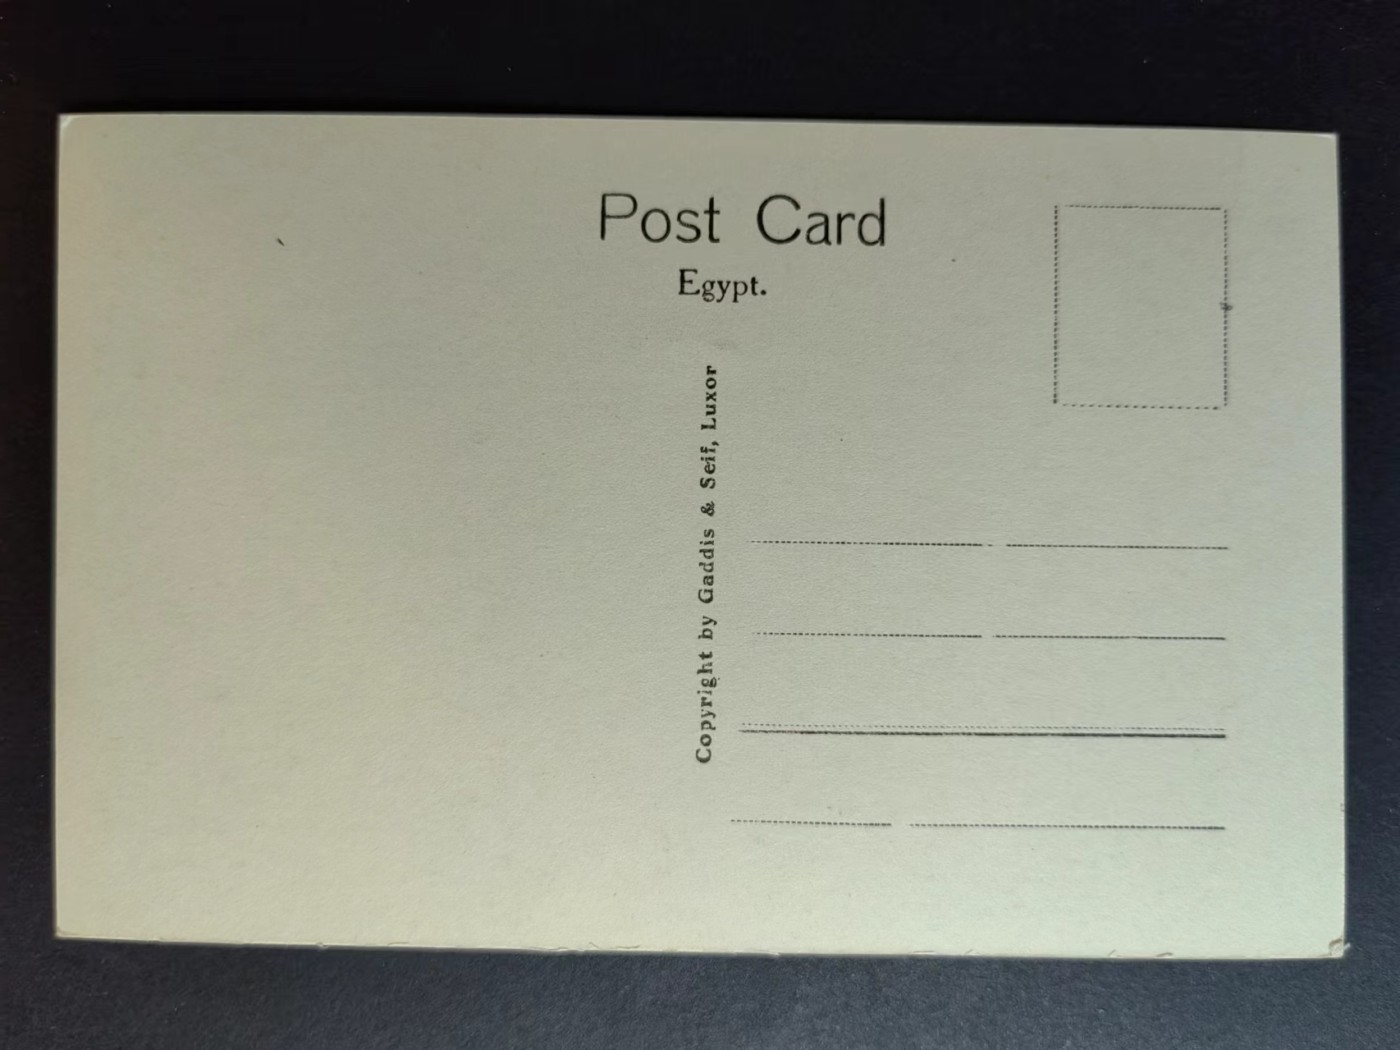 Post Card
Egypt.
Copyright by Gaddis & Seif, Luxor